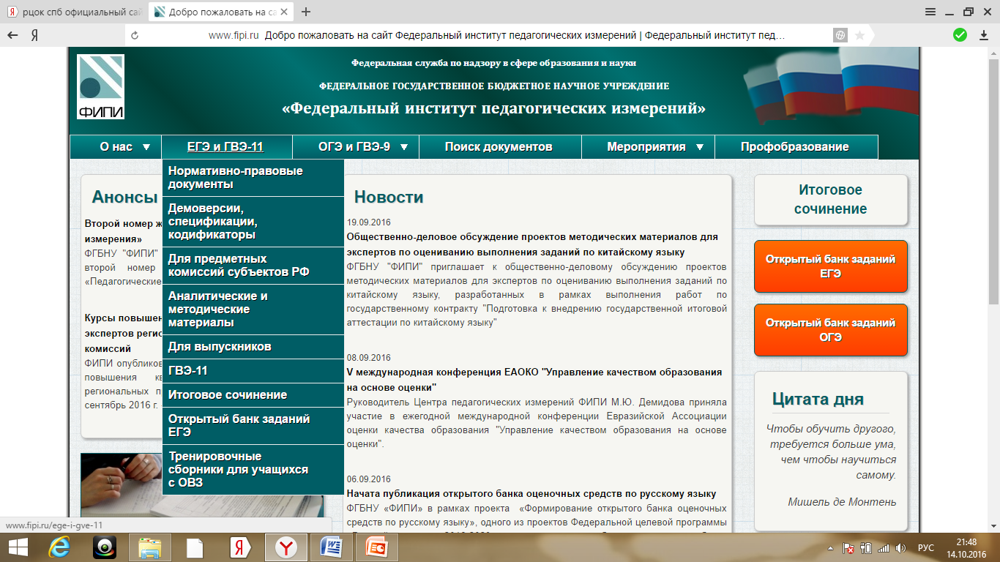 рцок спб официальный сай
Добро пожаловать на са
Я
www.fipi.ru Добро пожаловать на сайт Федеральный институт педагогических измерений | Федеральный институт пед...
ФИПИ
Федеральная служба по надзору в сфере образования и науки
ФЕДЕРАЛЬНОЕ ГОСУДАРСТВЕННОЕ БЮДЖЕТНОЕ НАУЧНОЕ УЧРЕЖДЕНИЕ
«Федеральный институт педагогических измерений»
О нас
ЕГЭ и ГВЭ-11
ОГЭ и ГВЭ-9
Поиск документов
Мероприятия
Профобразование
Анонсы
Второй номер ж
измерения»
ФГБНУ "ФИПИ"
второй номер
«Педагогические
Курсы повышен
экспертов реги
комиссий
ФИПИ опубликов
повышения кв
региональных п
сентябрь 2016 г.
Нормативно-правовые
документы
Демоверсии,
спецификации,
кодификаторы
Для предметных
комиссий субъектов РФ
Аналитические и
методические
материалы
Для выпускников
ГВЭ-11
Итоговое сочинение
Открытый банк заданий
ЕГЭ
Тренировочные
сборники для учащихся
с ОВЗ
Новости
19.09.2016
Общественно-деловое обсуждение проектов методических материалов для
экспертов по оцениванию выполнения заданий по китайскому языку
ФГБНУ "ФИПИ" приглашает к общественно-деловому обсуждению проектов
методических материалов для экспертов по оцениванию выполнения заданий по
китайскому языку, разработанных в рамках выполнения работ по
государственному контракту "Подготовка к внедрению государственной итоговой
аттестации по китайскому языку"
08.09.2016
V международная конференция ЕАОКО "Управление качеством образования
на основе оценки"
Руководитель Центра педагогических измерений ФИПИ М.Ю. Демидова приняла
участие в ежегодной международной конференции Евразийской Ассоциации
оценки качества образования "Управление качеством образования на основе
оценки".
06.09.2016
Начата публикация открытого банка оценочных средств по русскому языку
ФГБНУ «ФИПИ» в рамках проекта «Формирование открытого банка оценочных
средств по русскому языку», одного из проектов Федеральной целевой программы
Итоговое
сочинение
Открытый банк заданий
ЕГЭ
Открытый банк заданий
ОГЭ
Цитата дня
Чтобы обучить другого,
требуется больше ума,
чем чтобы научиться
самому.
Мишель де Монтень
www.fipi.ru/ege-i-gve-11
РУС
21:48
14.10.2016